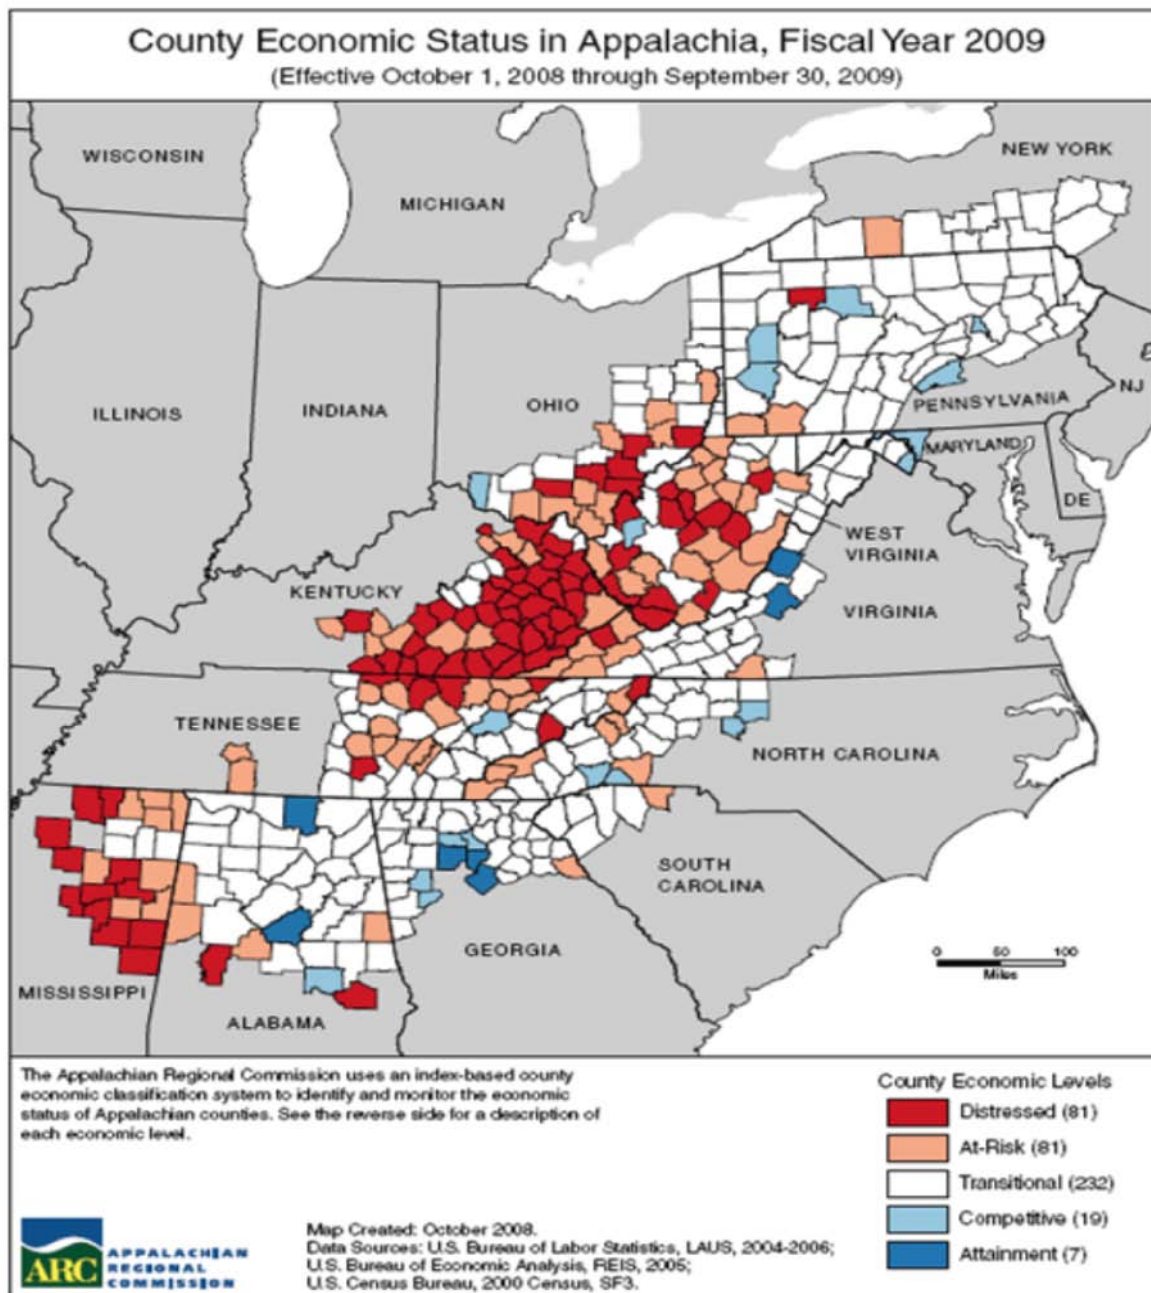 County Economic Status in Appalachia, Fiscal Year 2009
(Effective October 1, 2008 through September 30, 2009)
WISCONSIN
NEW YORK
MICHIGAN
ILLINOIS
INDIANA
OHIO
PENNSYLVANIA
NJ
MARYLAND
DE
WEST
VIRGINIA
KENTUCKY
VIRGINIA
TENNESSEE
NORTH CAROLINA
SOUTH
CAROLINA
GEORGIA
MISSISSIPPI
ALABAMA
0 50 100
Miles
The Appalachian Regional Commission uses an index-based county
economic classification system to identify and monitor the economic
status of Appalachian counties. See the reverse side for a description of
each economic level.
County Economic Levels
Distressed (81)
At-Risk (81)
Transitional (232)
Competitive (19)
Attainment (7)
ARC
APPALACHIAN
REGIONAL
COMMISSION
Map Created: October 2008.
Data Sources: U.S. Bureau of Labor Statistics, LAUS, 2004-2006;
U.S. Bureau of Economic Analysis, REIS, 2005;
U.S. Census Bureau, 2000 Census, SF3.